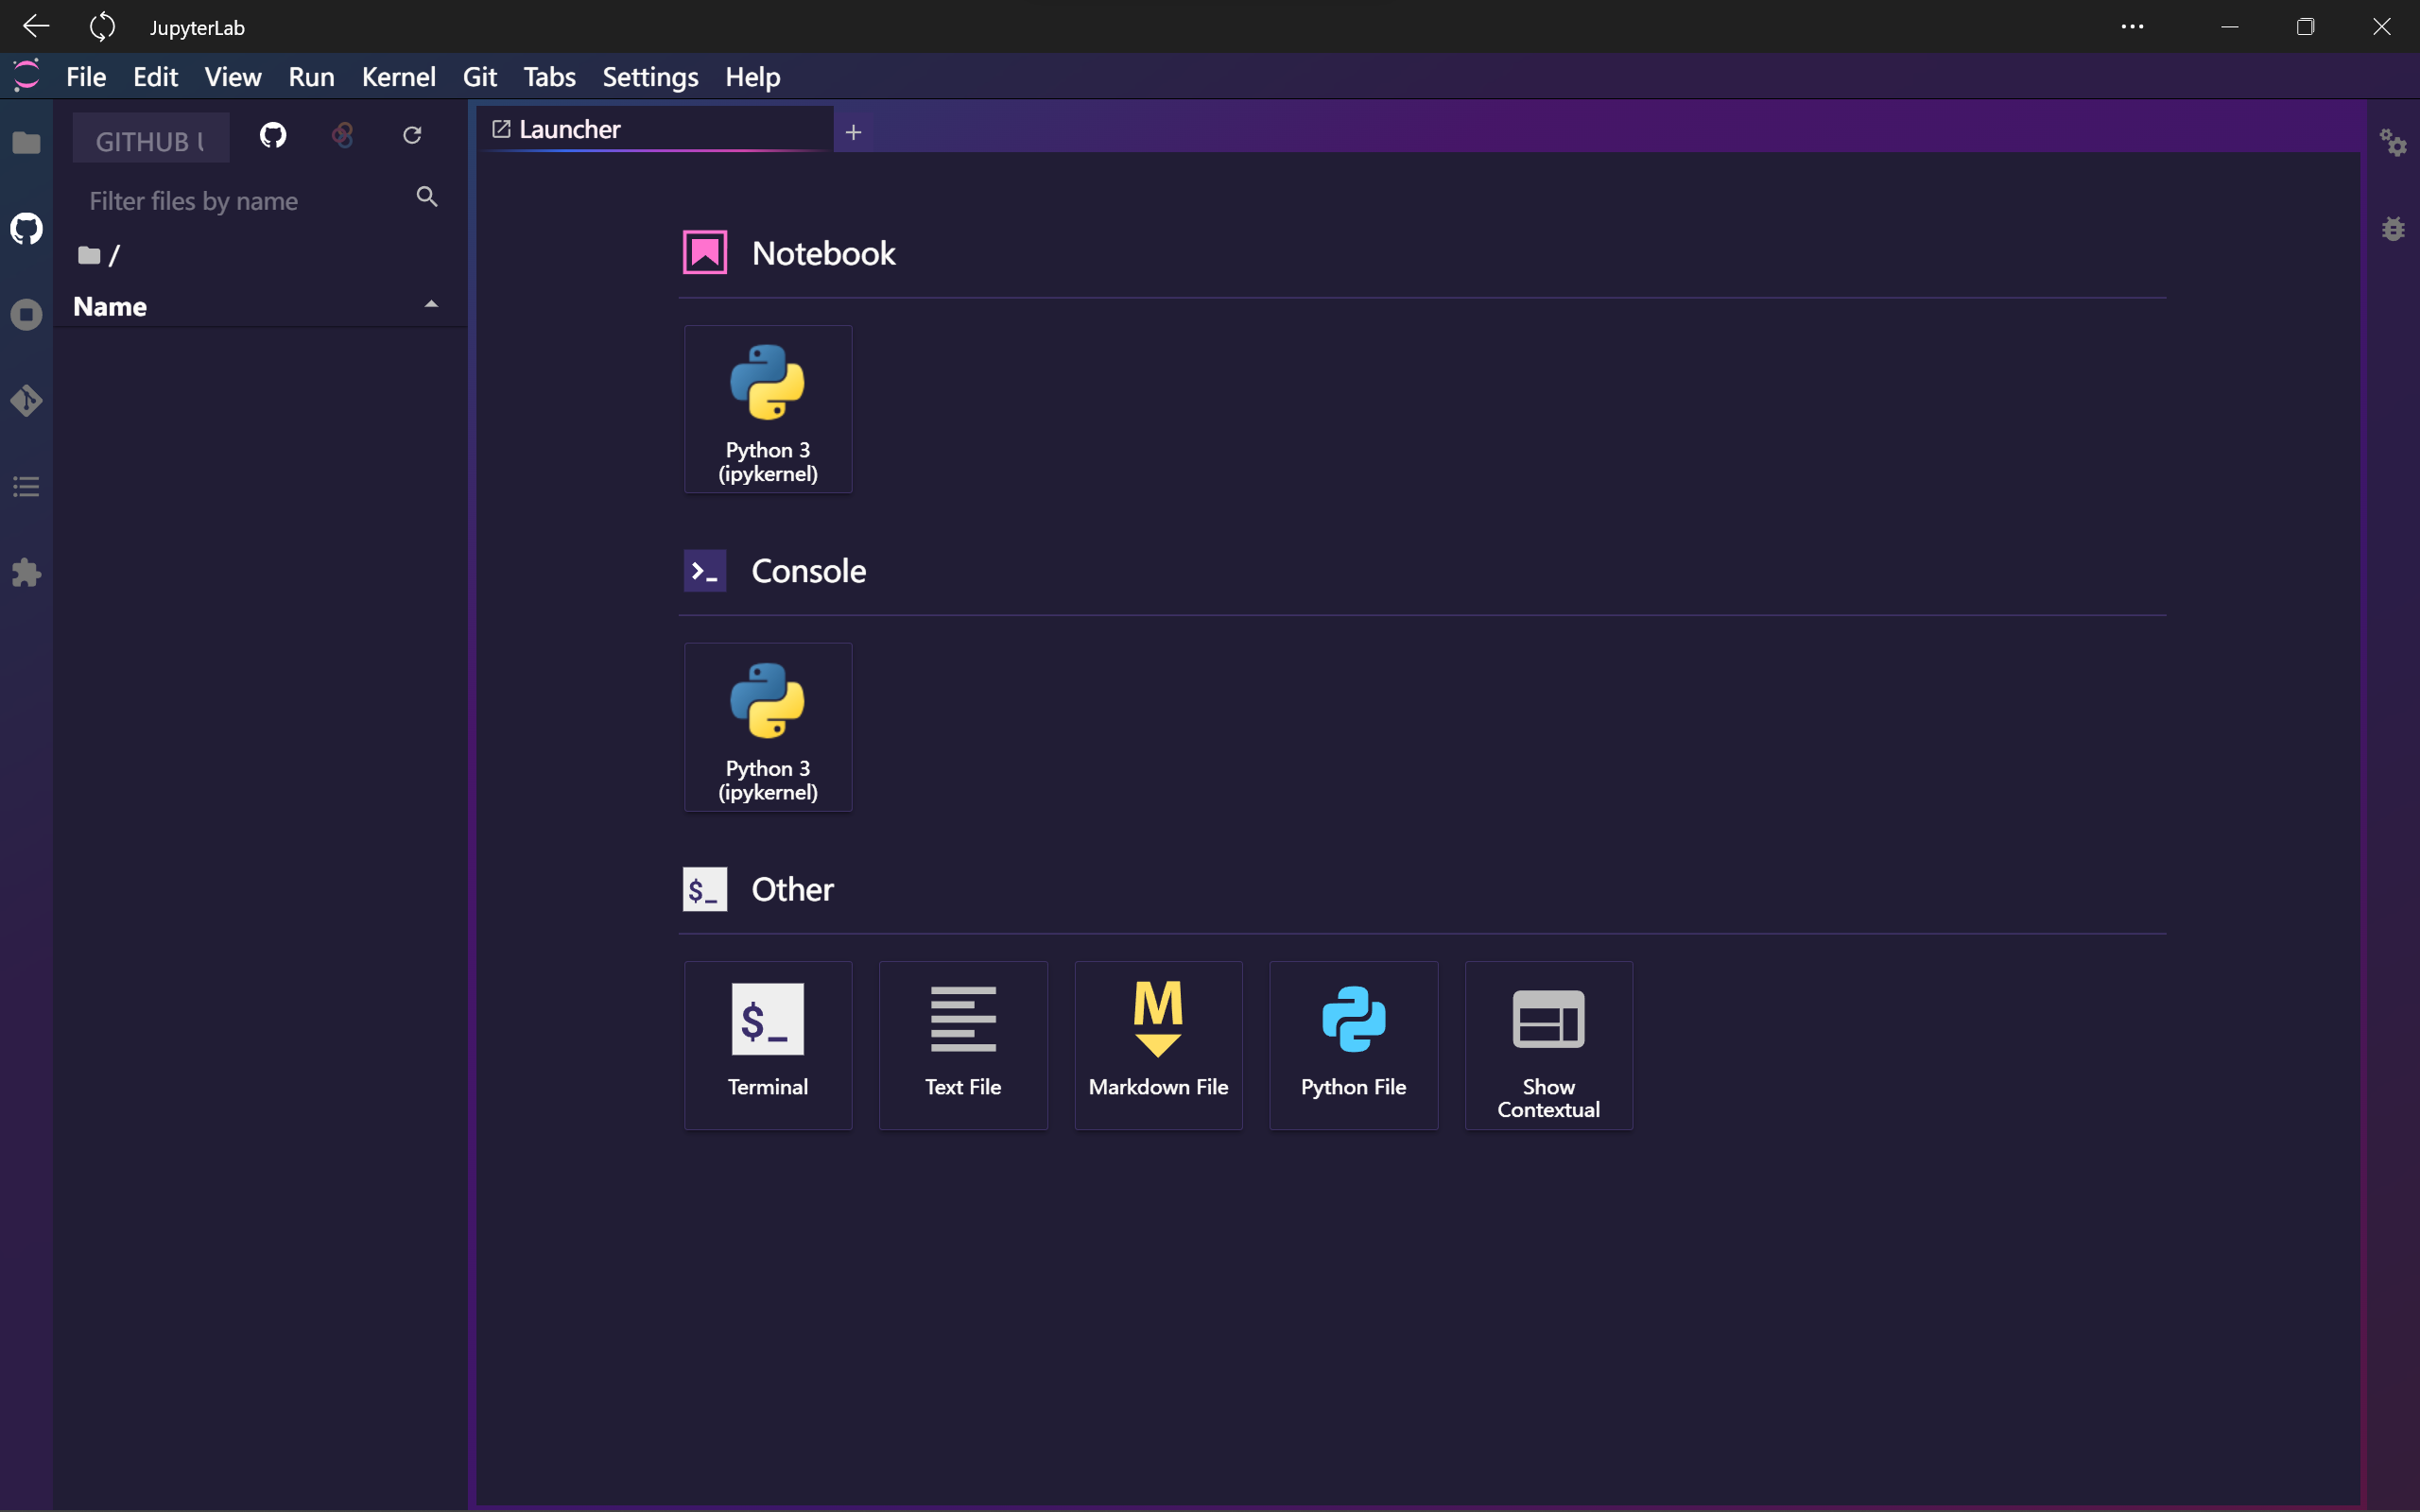 JupyterLab
File Edit View Run Kernel Git Tabs Settings Help
GITHUB
Launcher
Filter files by name
/
Name
Notebook
Python 3
(ipykernel)
>_ Console
Python 3
(ipykernel)
$_ Other
$_
Terminal
Text File
M
Markdown File
Python File
Show
Contextual